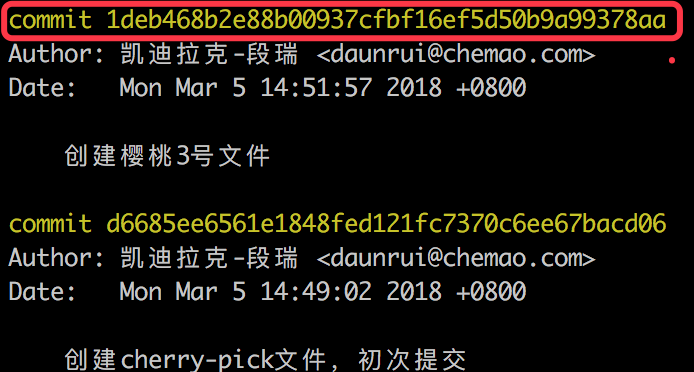 commit 1deb468b2e88b00937cfbf16ef5d50b9a99378aa
Author: 凯迪拉克-段瑞 <daunrui@chemao.com>
Date:   Mon Mar 5 14:51:57 2018 +0800
创建樱桃3号文件
commit d6685ee6561e1848fed121fc7370c6ee67bacd06
Author: 凯迪拉克-段瑞 <daunrui@chemao.com>
Date:   Mon Mar 5 14:49:02 2018 +0800
创建cherry-pick文件，初次提交